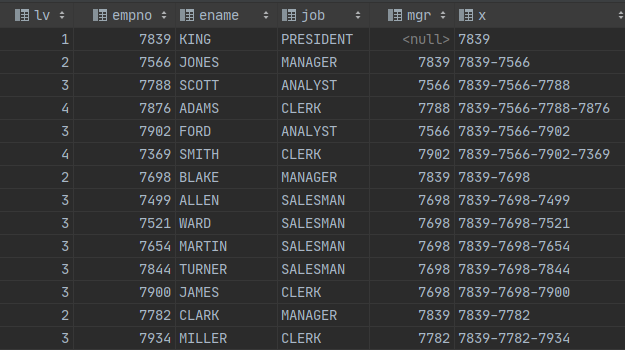 lv empno ename job mgr x
1 7839 KING PRESIDENT <null> 7839
2 7566 JONES MANAGER 7839 7839-7566
3 7788 SCOTT ANALYST 7566 7839-7566-7788
4 7876 ADAMS CLERK 7788 7839-7566-7788-7876
3 7902 FORD ANALYST 7566 7839-7566-7902
4 7369 SMITH CLERK 7902 7839-7566-7902-7369
2 7698 BLAKE MANAGER 7839 7839-7698
3 7499 ALLEN SALESMAN 7698 7839-7698-7499
3 7521 WARD SALESMAN 7698 7839-7698-7521
3 7654 MARTIN SALESMAN 7698 7839-7698-7654
3 7844 TURNER SALESMAN 7698 7839-7698-7844
3 7900 JAMES CLERK 7698 7839-7698-7900
2 7782 CLARK MANAGER 7839 7839-7782
3 7934 MILLER CLERK 7782 7839-7782-7934